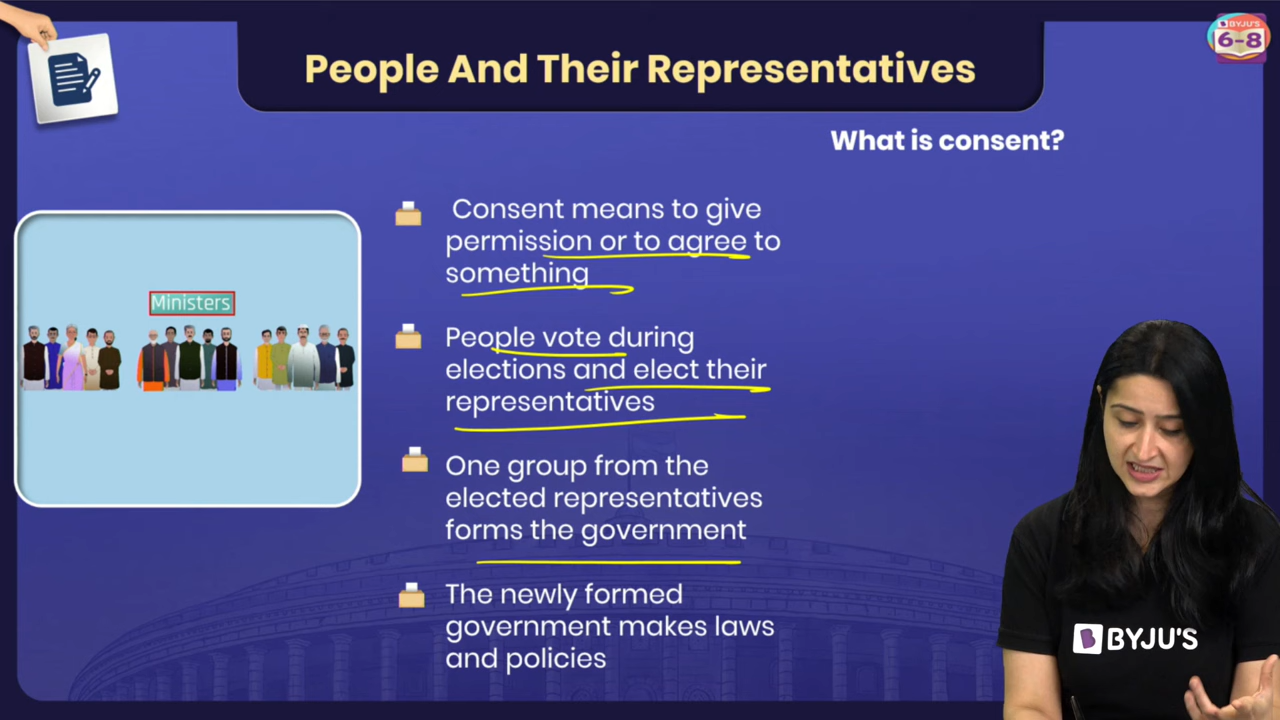 People And Their Representatives
BYJU'S
6-8
What is consent?
Consent means to give
permission or to agree to
something
People vote during
elections and elect their
representatives
One group from the
elected representatives
forms the government
The newly formed
government makes laws
and policies
Ministers
BYJU'S